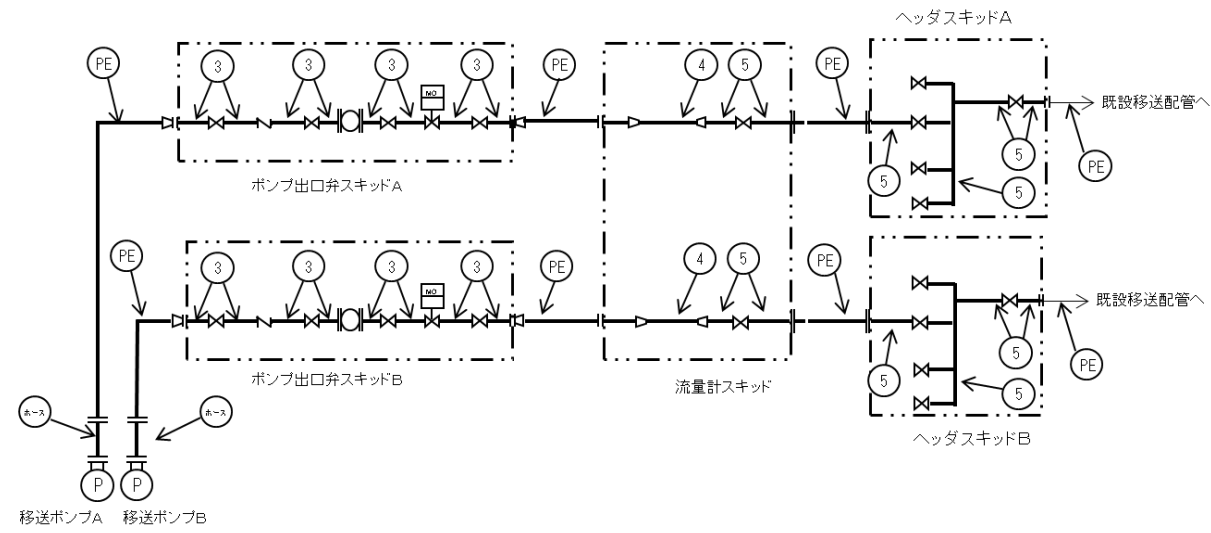 ヘッダスキッドA
PE
3
3
3
3
PE
4
5
PE
MO
既設移送配管へ
5
5
PE
5
ポンプ出口弁スキッドA
PE
3
3
3
3
PE
4
5
PE
MO
既設移送配管へ
5
PE
5
5
ポンプ出口弁スキッドB
流量計スキッド
ヘッダスキッドB
ホース
ホース
P
P
移送ポンプA
移送ポンプB